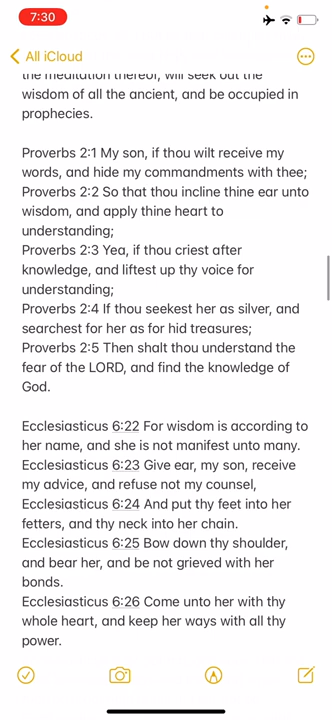 7:30
All iCloud
the meditation thereof, will seek out the
wisdom of all the ancient, and be occupied in
prophecies.
Proverbs 2:1 My son, if thou wilt receive my
words, and hide my commandments with thee;
Proverbs 2:2 So that thou incline thine ear unto
wisdom, and apply thine heart to
understanding;
Proverbs 2:3 Yea, if thou criest after
knowledge, and liftest up thy voice for
understanding;
Proverbs 2:4 If thou seekest her as silver, and
searchest for her as for hid treasures;
Proverbs 2:5 Then shalt thou understand the
fear of the LORD, and find the knowledge of
God.
Ecclesiasticus 6:22 For wisdom is according to
her name, and she is not manifest unto many.
Ecclesiasticus 6:23 Give ear, my son, receive
my advice, and refuse not my counsel,
Ecclesiasticus 6:24 And put thy feet into her
fetters, and thy neck into her chain.
Ecclesiasticus 6:25 Bow down thy shoulder,
and bear her, and be not grieved with her
bonds.
Ecclesiasticus 6:26 Come unto her with thy
whole heart, and keep her ways with all thy
power.